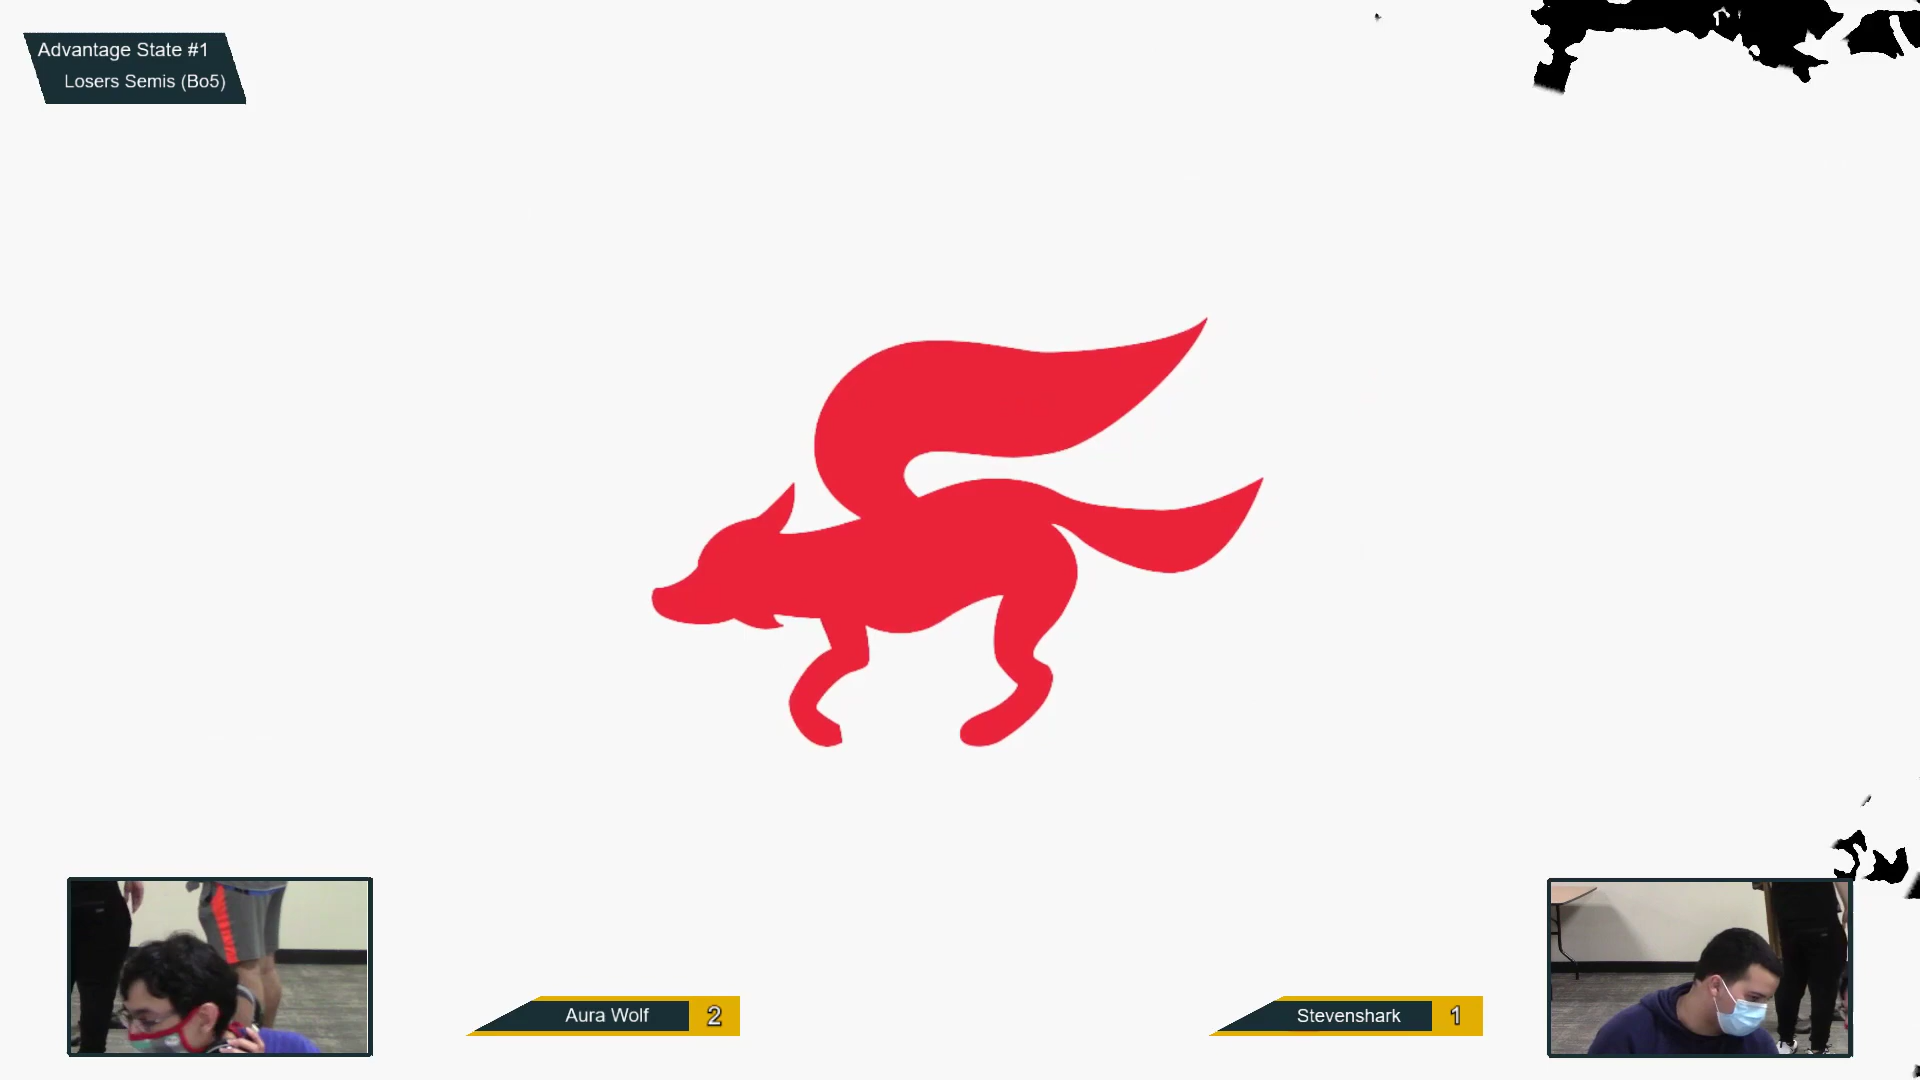 Advantage State #1
Losers Semis (Bo5)
Aura Wolf 2
Stevenshark 1